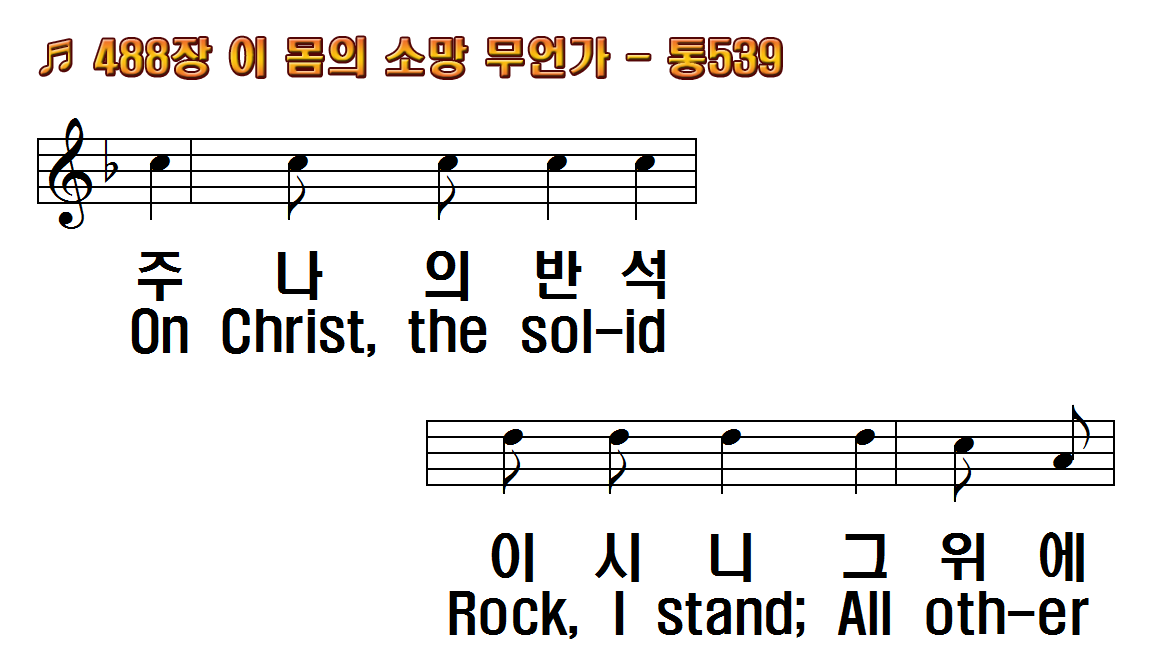 ♬ 488장 이 몸의 소망 무언가 - 통539
주 나 의 반 석
On Christ, the sol-id
이 시 니 그 위 에
Rock, I stand; All oth-er